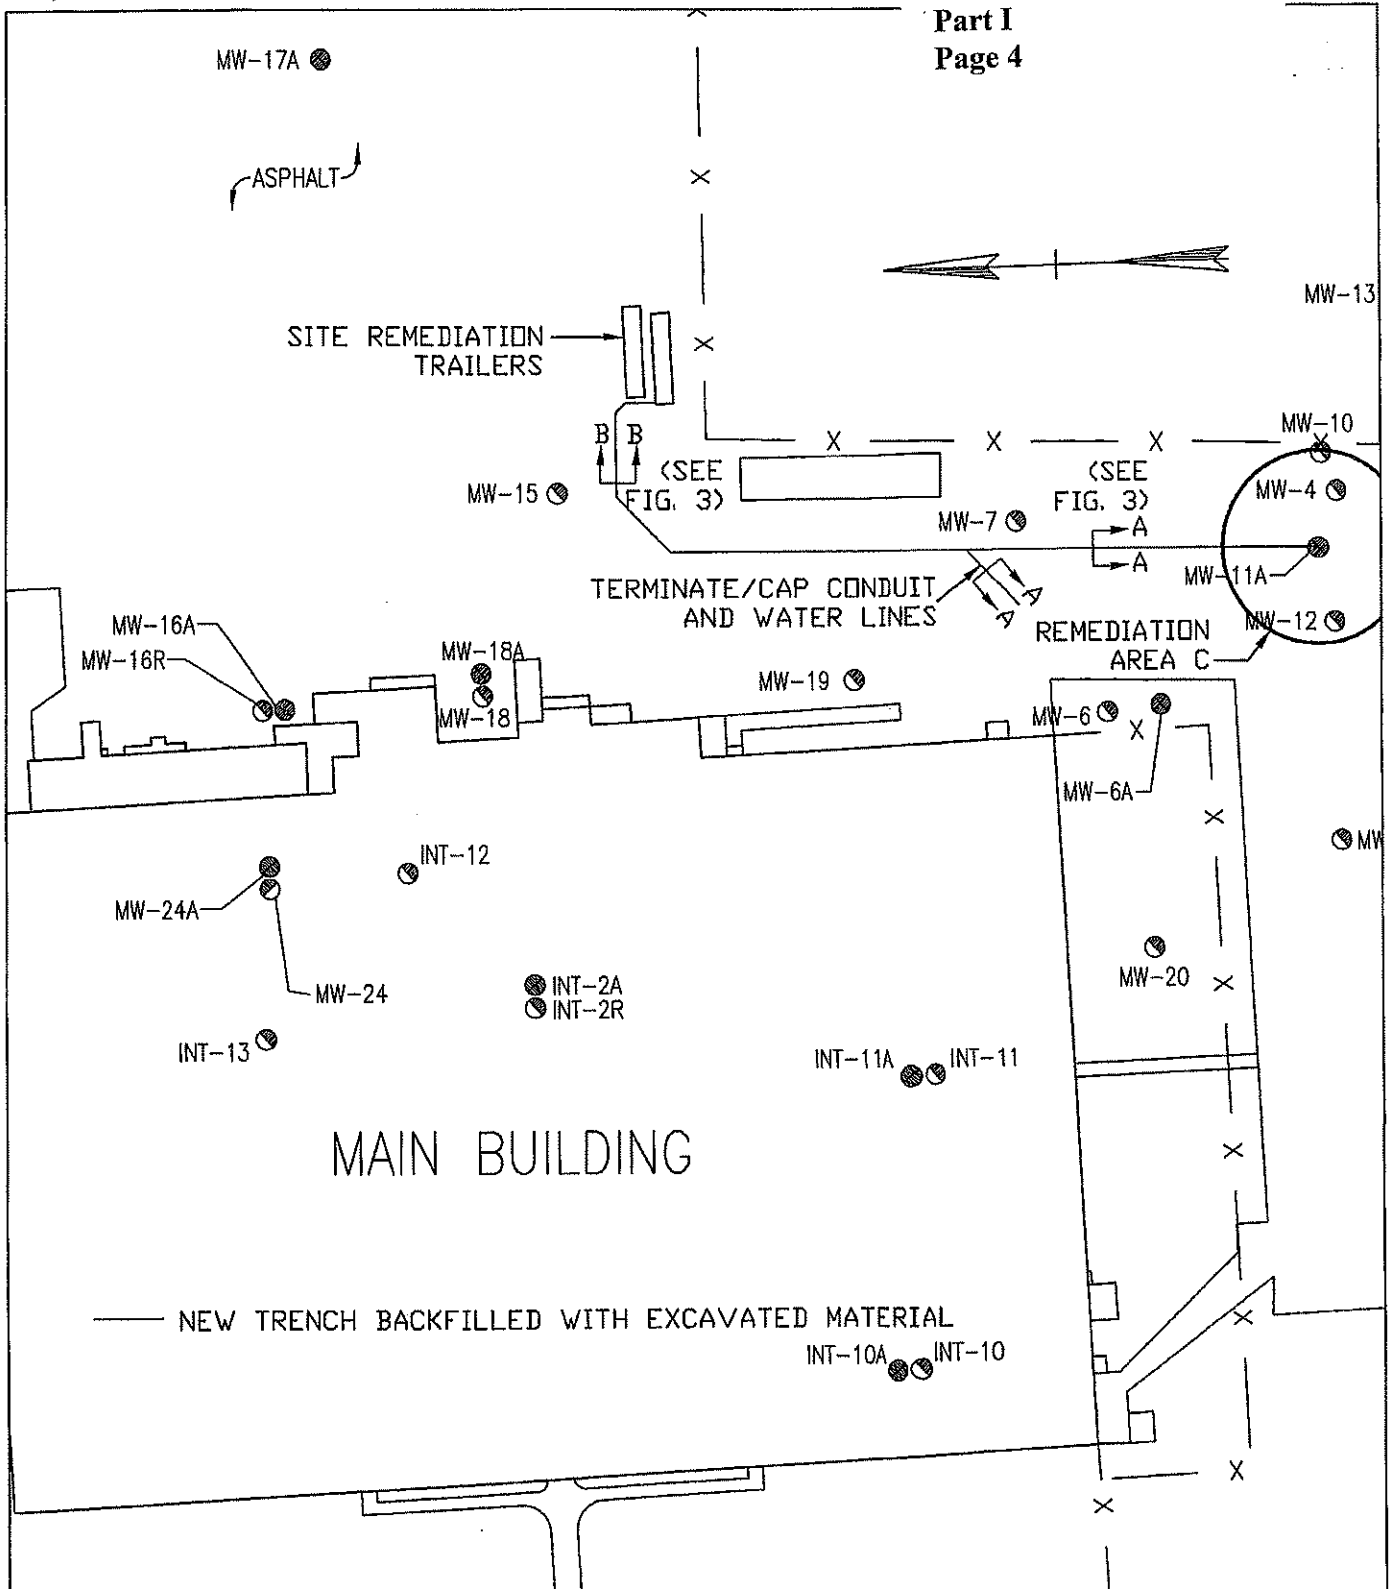 Part I
Page 4
MW-17A
ASPHALT
MW-13
SITE REMEDIATION
TRAILERS
MW-10
B B
(SEE
FIG. 3)
(SEE
FIG. 3)
MW-4
MW-15
MW-7
A
A
MW-11A
TERMINATE/CAP CONDUIT
AND WATER LINES
A
A
MW-12
REMEDIATION
AREA C
MW-16A
MW-16R
MW-18A
MW-18
MW-19
MW-6
MW-6A
MW
INT-12
MW-24A
MW-24
MW-20
INT-2A
INT-2R
INT-13
INT-11A
INT-11
MAIN BUILDING
NEW TRENCH BACKFILLED WITH EXCAVATED MATERIAL
INT-10A
INT-10